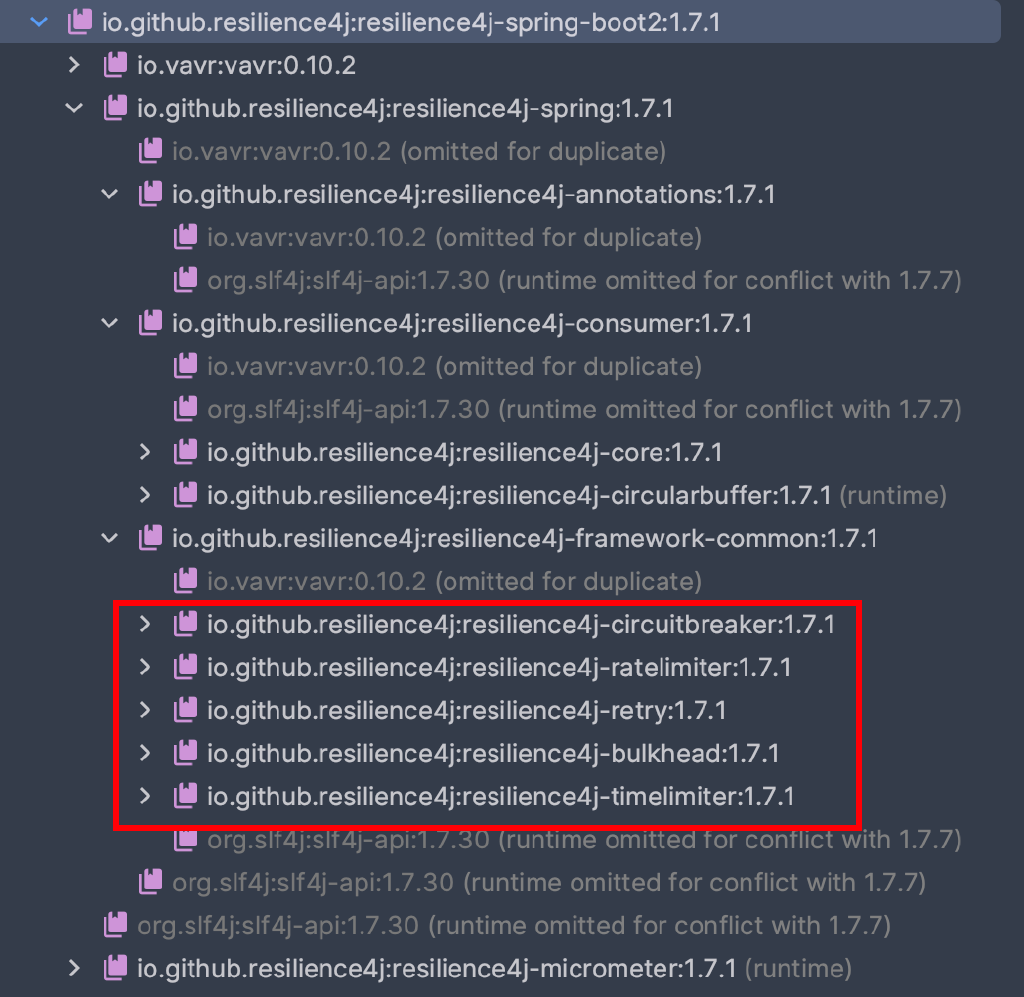 io.github.resilience4j:resilience4j-spring-boot2:1.7.1
io.vavr:vavr:0.10.2
io.github.resilience4j:resilience4j-spring:1.7.1
io.vavr:vavr:0.10.2 (omitted for duplicate)
io.github.resilience4j:resilience4j-annotations:1.7.1
io.vavr:vavr:0.10.2 (omitted for duplicate)
org.slf4j:slf4j-api:1.7.30 (runtime omitted for conflict with 1.7.7)
io.github.resilience4j:resilience4j-consumer:1.7.1
io.vavr:vavr:0.10.2 (omitted for duplicate)
org.slf4j:slf4j-api:1.7.30 (runtime omitted for conflict with 1.7.7)
io.github.resilience4j:resilience4j-core:1.7.1
io.github.resilience4j:resilience4j-circularbuffer:1.7.1 (runtime)
io.github.resilience4j:resilience4j-framework-common:1.7.1
io.vavr:vavr:0.10.2 (omitted for duplicate)
io.github.resilience4j:resilience4j-circuitbreaker:1.7.1
io.github.resilience4j:resilience4j-ratelimiter:1.7.1
io.github.resilience4j:resilience4j-retry:1.7.1
io.github.resilience4j:resilience4j-bulkhead:1.7.1
io.github.resilience4j:resilience4j-timelimiter:1.7.1
org.slf4j:slf4j-api:1.7.30 (runtime omitted for conflict with 1.7.7)
org.slf4j:slf4j-api:1.7.30 (runtime omitted for conflict with 1.7.7)
org.slf4j:slf4j-api:1.7.30 (runtime omitted for conflict with 1.7.7)
io.github.resilience4j:resilience4j-micrometer:1.7.1 (runtime)